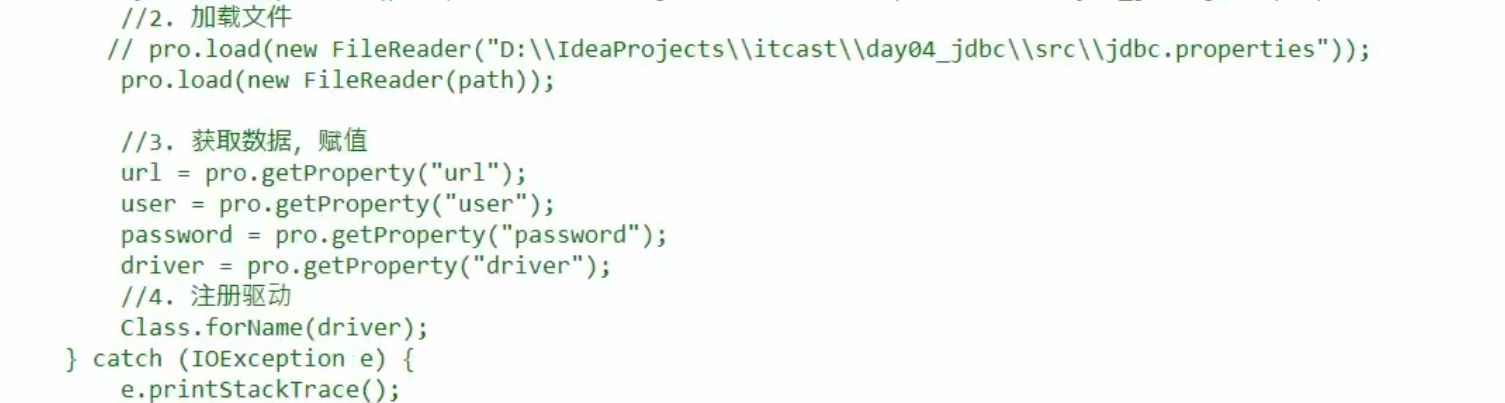 //2. 加载文件
// pro.load(new FileReader("D:\\IdeaProjects\\itcast\\day04_jdbc\\src\\jdbc.properties"));
pro.load(new FileReader(path));
//3. 获取数据, 赋值
url = pro.getProperty("url");
user = pro.getProperty("user");
password = pro.getProperty("password");
driver = pro.getProperty("driver");
//4. 注册驱动
Class.forName(driver);
} catch (IOException e) {
e.printStackTrace();